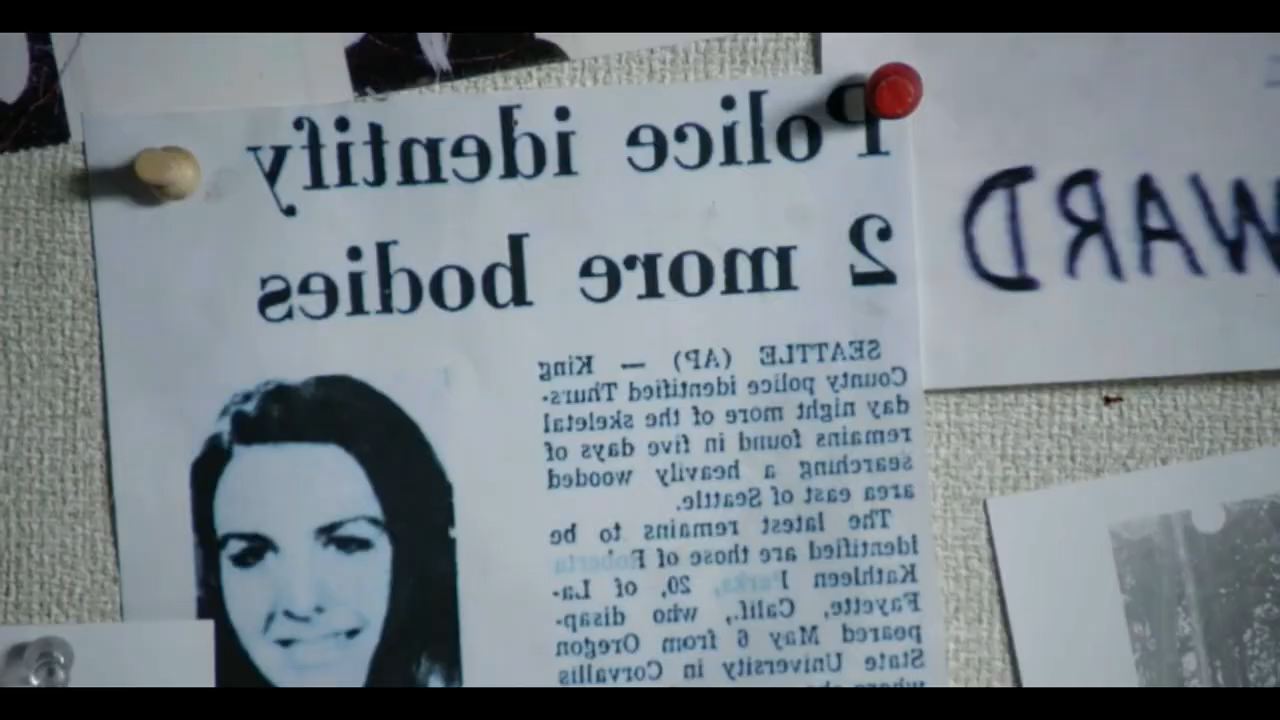 Police identify
2 more bodies
SEATTLE (AP) — King
County police identified Thurs-
day night more of the skeletal
remains found in five days of
searching a heavily wooded
area east of Seattle.
The latest remains to be
identified are those of Roberta
Kathleen Parks, 20, of La-
Fayette, Calif., who disap-
peared May 6 from Oregon
State University in Corvallis
where
WARD